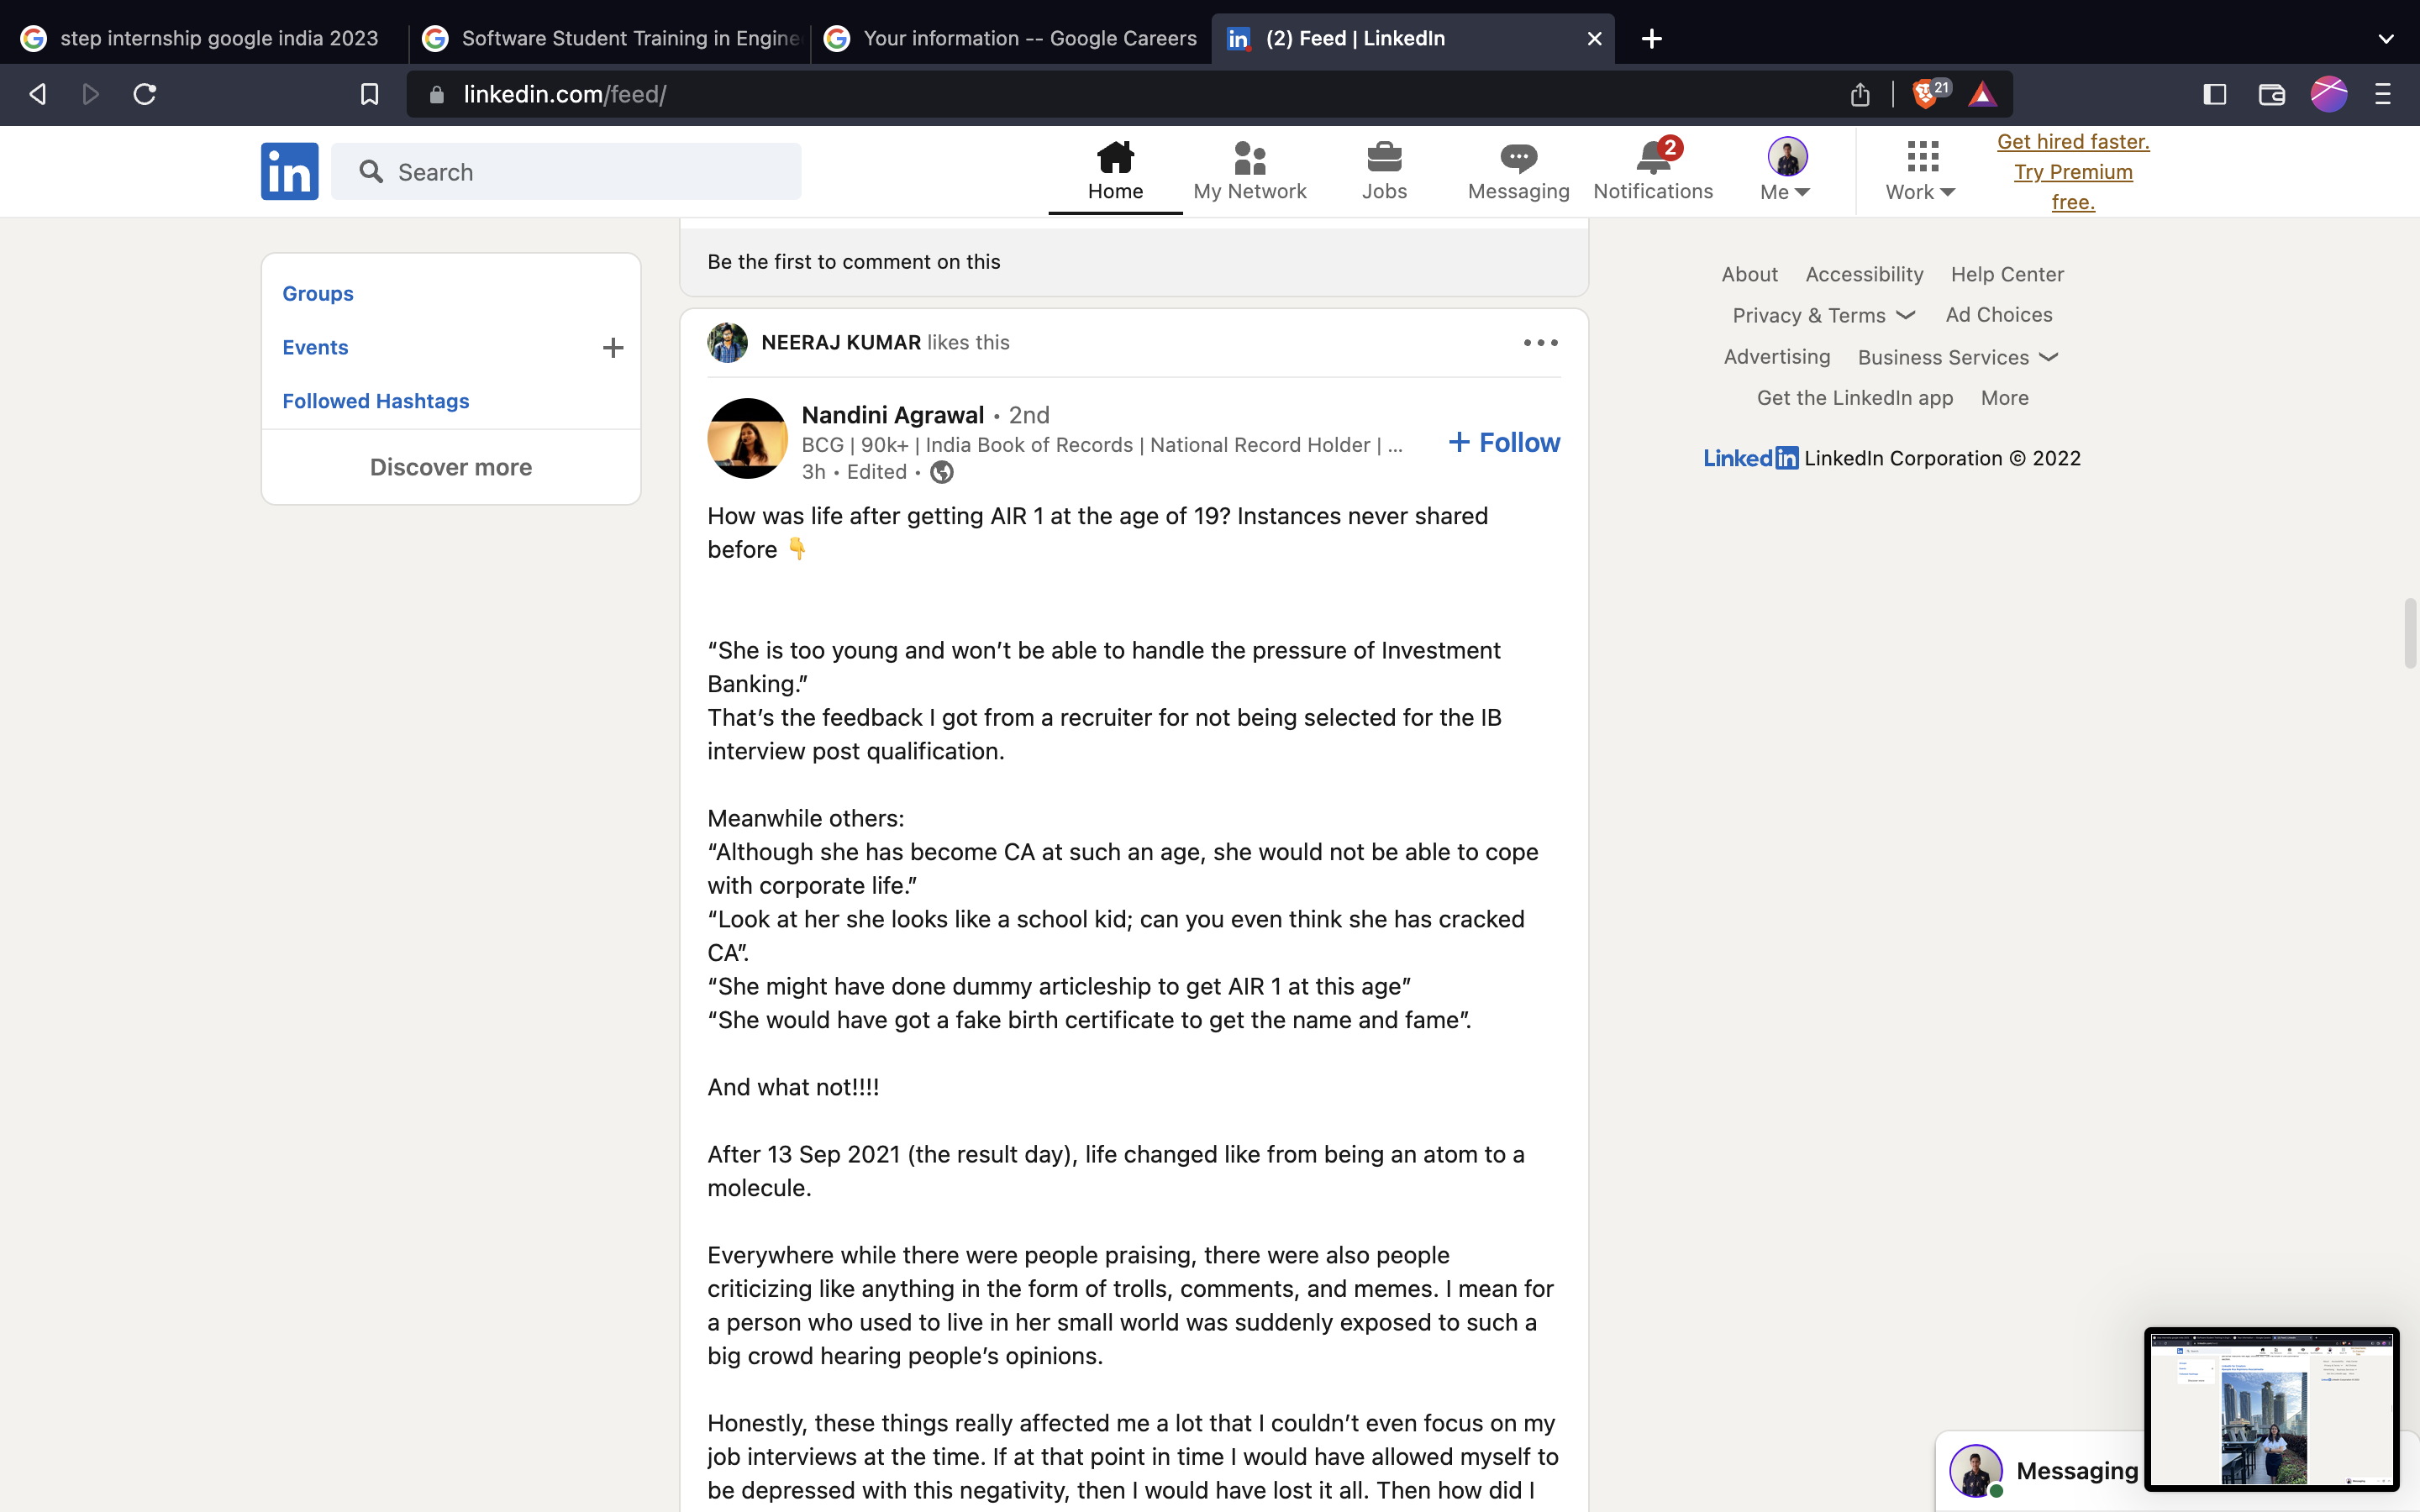 step internship google india 2023
Software Student Training in Engine
Your information -- Google Careers
in (2) Feed | LinkedIn
linkedin.com/feed/
21
in
Search
Home
My Network
Jobs
Messaging
2
Notifications
Me
Work
Get hired faster.
Try Premium
free.
Groups
Events
Followed Hashtags
Discover more
Be the first to comment on this
NEERAJ KUMAR likes this
Nandini Agrawal • 2nd
BCG | 90k+ | India Book of Records | National Record Holder | ...
3h • Edited •
+ Follow
How was life after getting AIR 1 at the age of 19? Instances never shared
before 👇
“She is too young and won’t be able to handle the pressure of Investment
Banking.”
That’s the feedback I got from a recruiter for not being selected for the IB
interview post qualification.
Meanwhile others:
“Although she has become CA at such an age, she would not be able to cope
with corporate life.”
“Look at her she looks like a school kid; can you even think she has cracked
CA”.
“She might have done dummy articleship to get AIR 1 at this age”
“She would have got a fake birth certificate to get the name and fame”.
And what not!!!!
After 13 Sep 2021 (the result day), life changed like from being an atom to a
molecule.
Everywhere while there were people praising, there were also people
criticizing like anything in the form of trolls, comments, and memes. I mean for
a person who used to live in her small world was suddenly exposed to such a
big crowd hearing people’s opinions.
Honestly, these things really affected me a lot that I couldn’t even focus on my
job interviews at the time. If at that point in time I would have allowed myself to
be depressed with this negativity, then I would have lost it all. Then how did I
About Accessibility Help Center
Privacy & Terms Ad Choices
Advertising Business Services
Get the LinkedIn app More
LinkedIn LinkedIn Corporation © 2022
Messaging